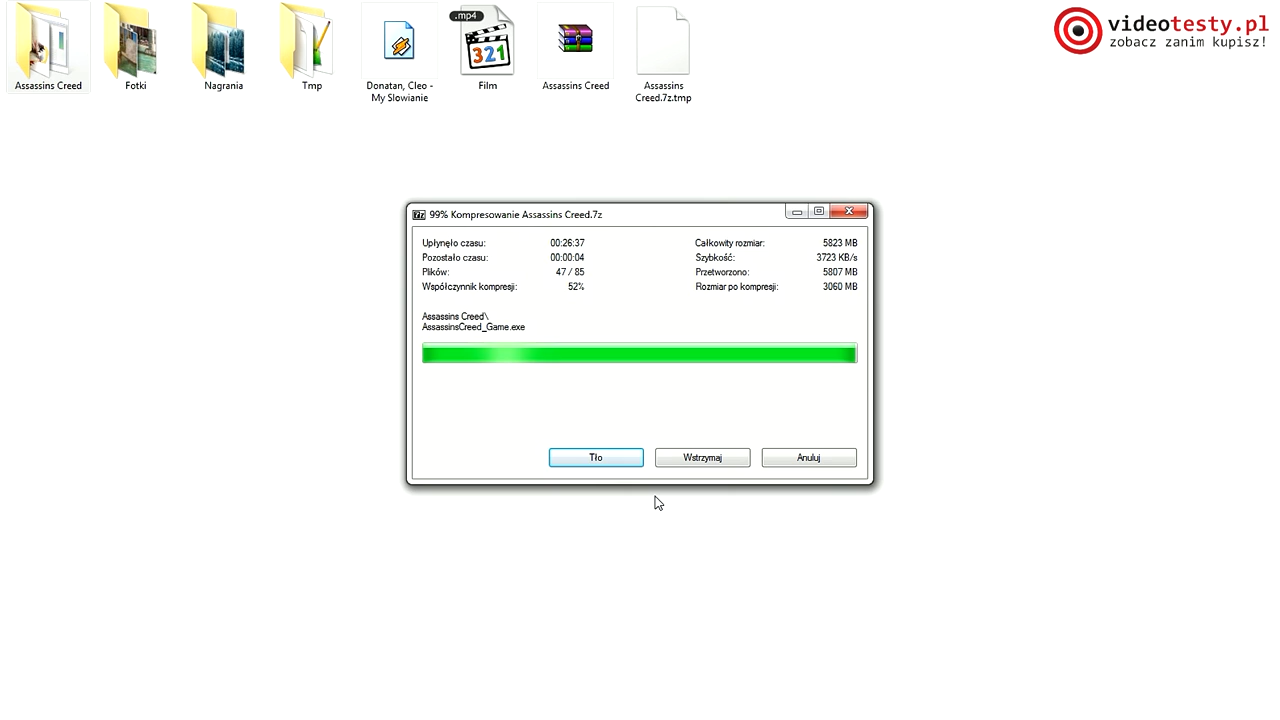 Assassins Creed
Fotki
Nagrania
Tmp
Donatan, Cleo -
My Slowianie
.mp4
321
Film
Assassins Creed
Assassins
Creed.7z.tmp
videotesty.pl
zobacz zanim kupisz!
7z 99% Kompresowanie Assassins Creed.7z
Upłynęło czasu: 00:26:37 Całkowity rozmiar: 5823 MB
Pozostało czasu: 00:00:04 Szybkość: 3723 KB/s
Plików: 47 / 85 Przetworzono: 5807 MB
Współczynnik kompresji: 52% Rozmiar po kompresji: 3060 MB
Assassins Creed\
AssassinsCreed_Game.exe
Tło Wstrzymaj Anuluj